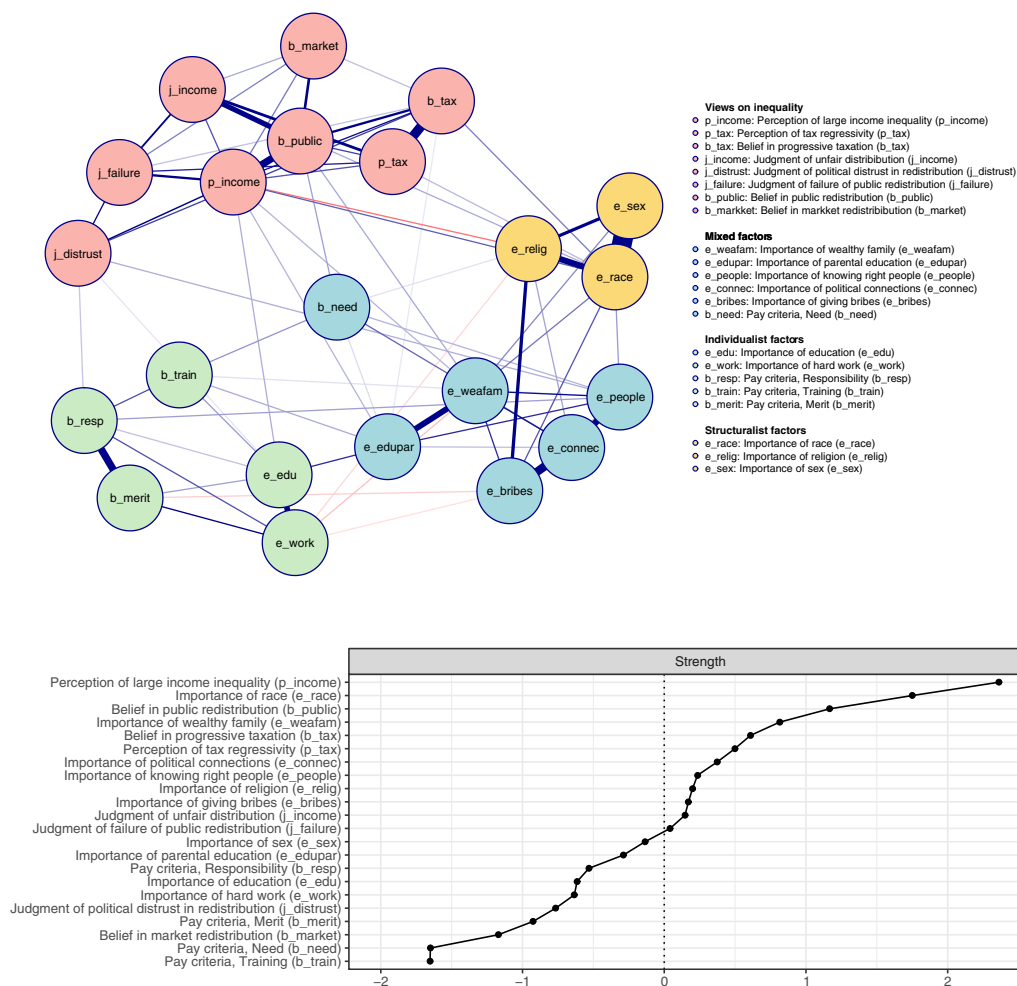 b_market
j_income
b_tax
b_public
p_tax
j_failure
p_income
e_sex
e_relig
j_distrust
e_race
b_need
b_train
e_weafam
e_people
b_resp
e_edupar
e_connec
e_edu
e_bribes
b_merit
e_work
Views on inequality
p_income: Perception of large income inequality (p_income)
p_tax: Perception of tax regressivity (p_tax)
b_tax: Belief in progressive taxation (b_tax)
j_income: Judgment of unfair distribibution (j_income)
j_distrust: Judgment of political distrust in redistribution (j_distrust)
j_failure: Judgment of failure of public redistribution (j_failure)
b_public: Belief in public redistribution (b_public)
b_markket: Belief in markket redistribibution (b_market)
Mixed factors
e_weafam: Importance of wealthy family (e_weafam)
e_edupar: Importance of parental education (e_edupar)
e_people: Importance of knowing right people (e_people)
e_connec: Importance of political connections (e_connec)
e_bribes: Importance of giving bribes (e_bribes)
b_need: Pay criteria, Need (b_need)
Individualist factors
e_edu: Importance of education (e_edu)
e_work: Importance of hard work (e_work)
b_resp: Pay criteria, Responsibility (b_resp)
b_train: Pay criteria, Training (b_train)
b_merit: Pay criteria, Merit (b_merit)
Structuralist factors
e_race: Importance of race (e_race)
e_relig: Importance of religion (e_relig)
e_sex: Importance of sex (e_sex)
Strength
Perception of large income inequality (p_income)
Importance of race (e_race)
Belief in public redistribution (b_public)
Importance of wealthy family (e_weafam)
Belief in progressive taxation (b_tax)
Perception of tax regressivity (p_tax)
Importance of political connections (e_connec)
Importance of knowing right people (e_people)
Importance of religion (e_relig)
Importance of giving bribes (e_bribes)
Judgment of unfair distribution (j_income)
Judgment of failure of public redistribution (j_failure)
Importance of sex (e_sex)
Importance of parental education (e_edupar)
Pay criteria, Responsibility (b_resp)
Importance of education (e_edu)
Importance of hard work (e_work)
Judgment of political distrust in redistribution (j_distrust)
Pay criteria, Merit (b_merit)
Belief in market redistribution (b_market)
Pay criteria, Need (b_need)
Pay criteria, Training (b_train)
−2 −1 0 1 2